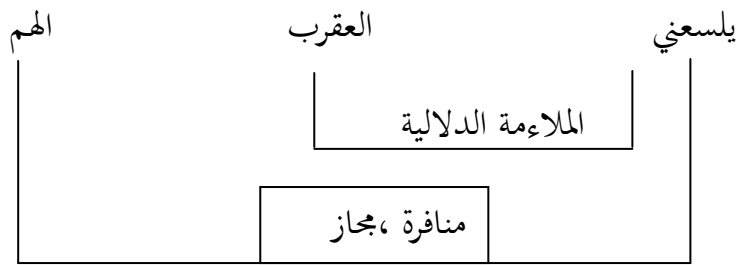 يلسعني العقرب الهم
الملاءمة الدلالية
منافرة ،مجاز